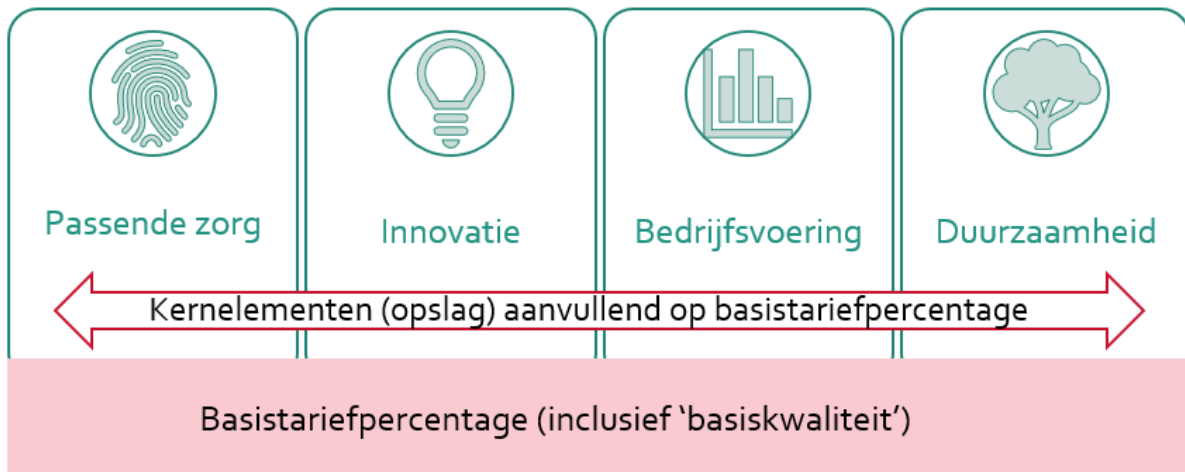 Passende zorg
Innovatie
Bedrijfsvoering
Duurzaamheid
Kernelementen (opslag) aanvullend op basistariefpercentage
Basistariefpercentage (inclusief ‘basiskwaliteit’)